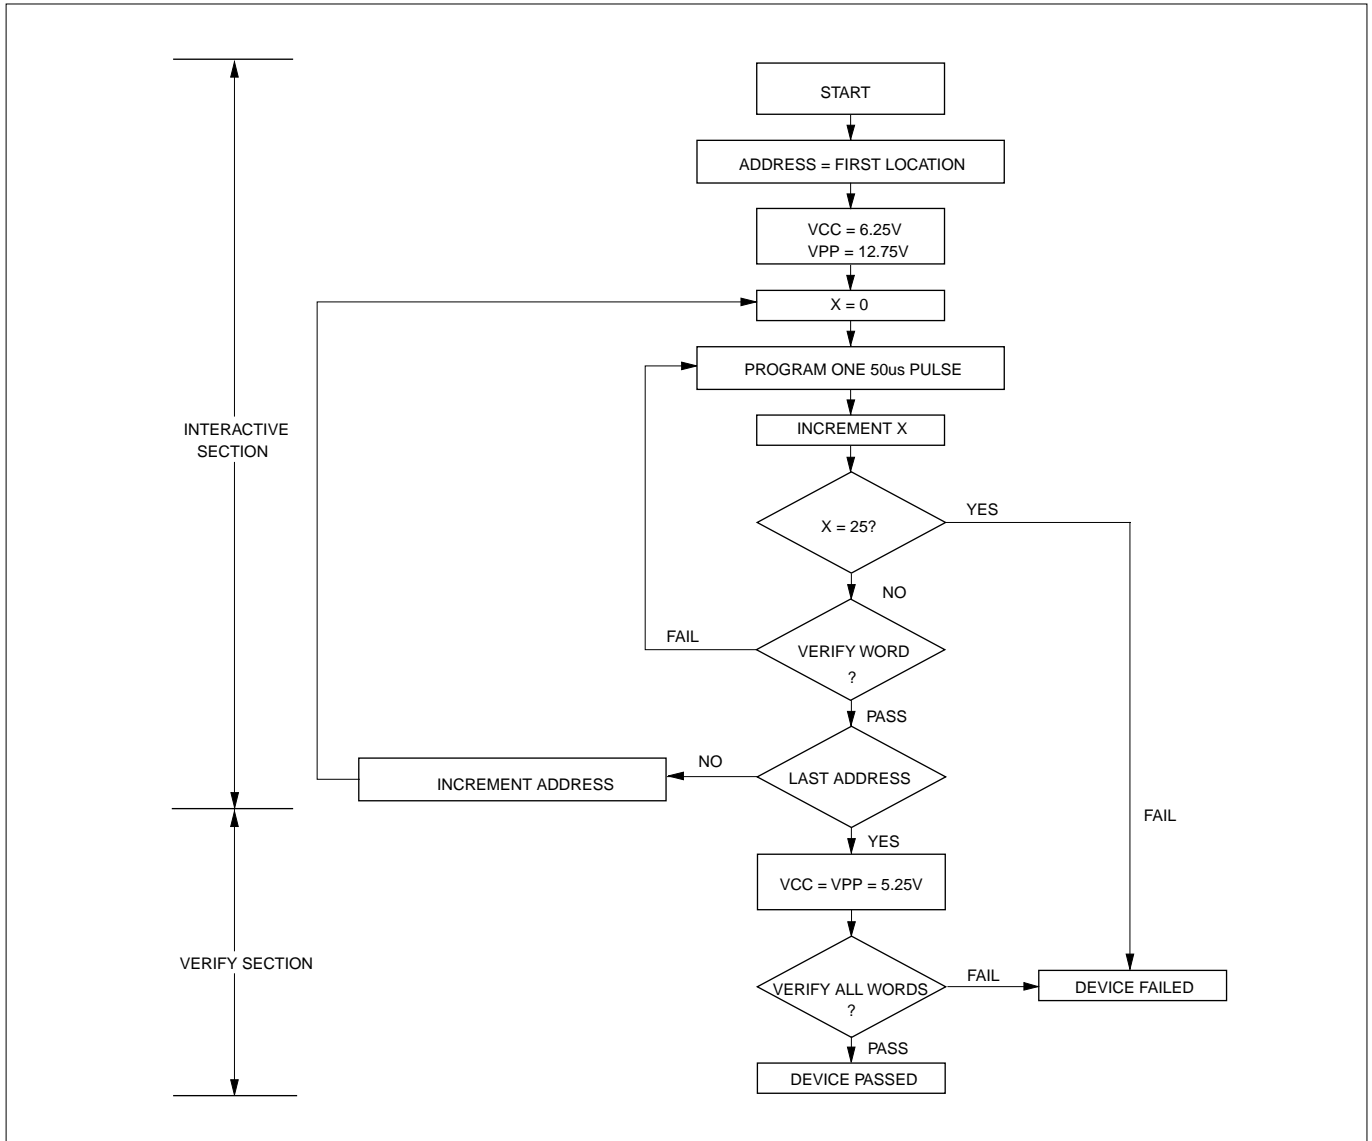 START
ADDRESS = FIRST LOCATION
VCC = 6.25V
VPP = 12.75V
X = 0
PROGRAM ONE 50us PULSE
INTERACTIVE
SECTION
INCREMENT X
X = 25?
YES
NO
FAIL
VERIFY WORD
?
PASS
NO
LAST ADDRESS
INCREMENT ADDRESS
FAIL
YES
VCC = VPP = 5.25V
VERIFY SECTION
VERIFY ALL WORDS
?
FAIL
DEVICE FAILED
PASS
DEVICE PASSED